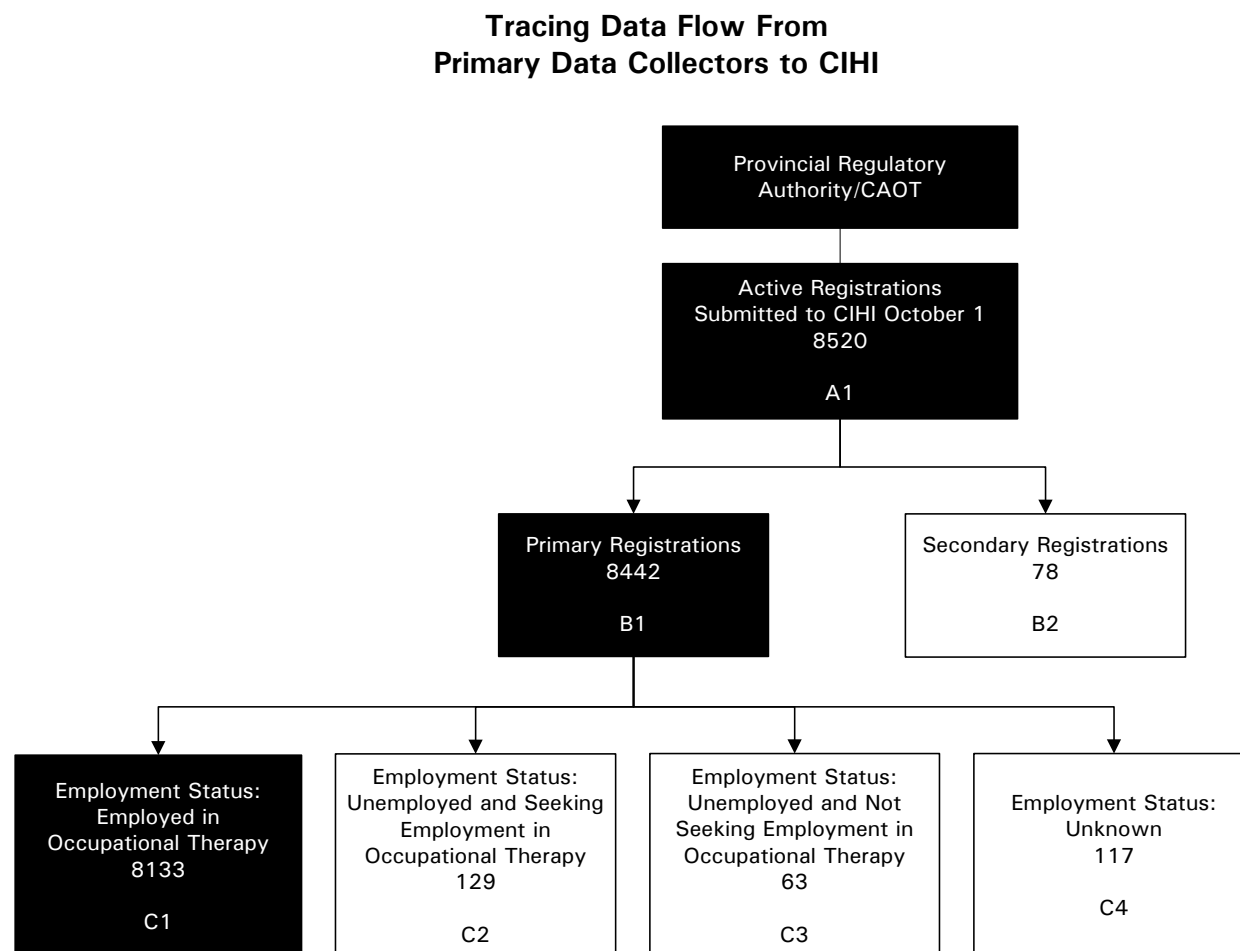 Tracing Data Flow From
Primary Data Collectors to CIHI
Provincial Regulatory
Authority/CAOT
Active Registrations
Submitted to CIHI October 1
8520
A1
Primary Registrations
8442
B1
Secondary Registrations
78
B2
Employment Status:
Employed in
Occupational Therapy
8133
C1
Employment Status:
Unemployed and Seeking
Employment in
Occupational Therapy
129
C2
Employment Status:
Unemployed and Not
Seeking Employment in
Occupational Therapy
63
C3
Employment Status:
Unknown
117
C4